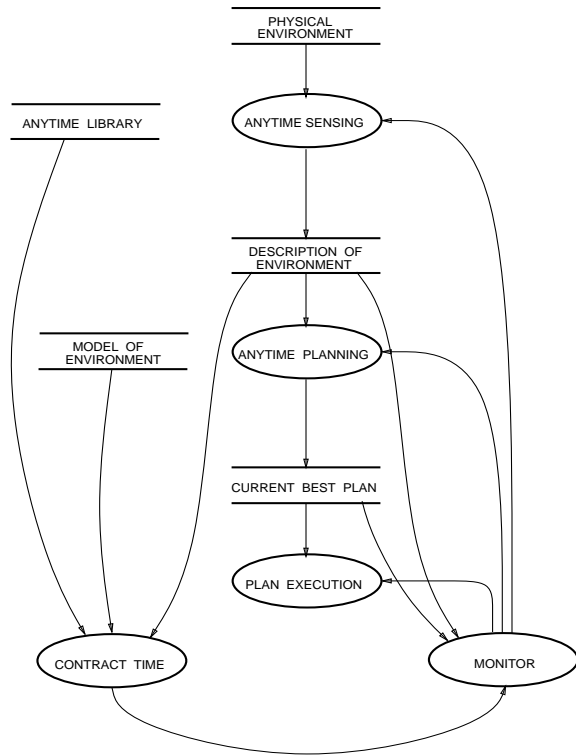 PHYSICAL
ENVIRONMENT
ANYTIME LIBRARY
ANYTIME SENSING
DESCRIPTION OF
ENVIRONMENT
MODEL OF
ENVIRONMENT
ANYTIME PLANNING
CURRENT BEST PLAN
PLAN EXECUTION
CONTRACT TIME
MONITOR